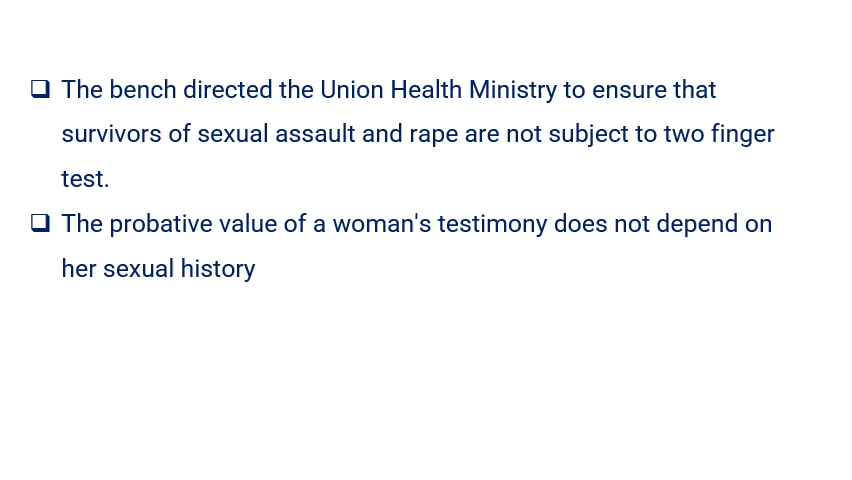 ❑ The bench directed the Union Health Ministry to ensure that
survivors of sexual assault and rape are not subject to two finger
test.
❑ The probative value of a woman's testimony does not depend on
her sexual history